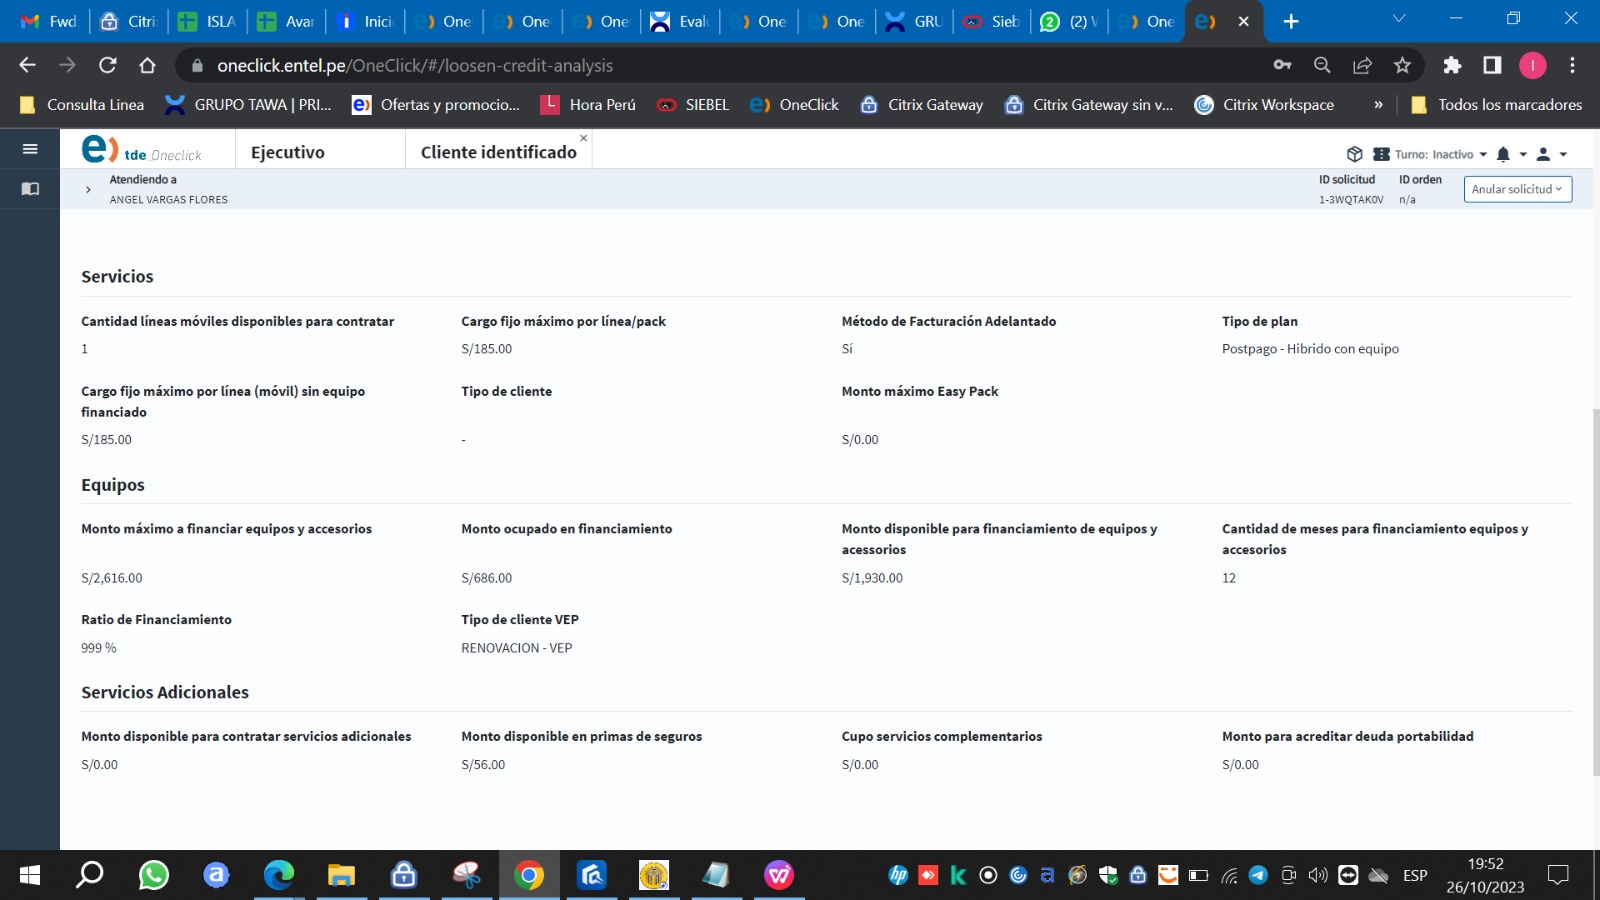 Fwd:
Citri
ISLA
Avar
Inici
One
One
One
Evalu
One
One
GRU
Sieb
(2) W
One
oneclick.entel.pe/OneClick/#/loosen-credit-analysis
I
Consulta Linea
GRUPO TAWA | PRI...
Ofertas y promocio...
Hora Perú
SIEBEL
OneClick
Citrix Gateway
Citrix Gateway sin v...
Citrix Workspace
»
Todos los marcadores
e) tde_Oneclick
Ejecutivo
Cliente identificado
Turno: Inactivo
Atendiendo a
ANGEL VARGAS FLORES
ID solicitud
1-3WQTAK0V
ID orden
n/a
Anular solicitud
Servicios
Cantidad líneas móviles disponibles para contratar
1
Cargo fijo máximo por línea/pack
S/185.00
Método de Facturación Adelantado
Sí
Tipo de plan
Postpago - Hibrido con equipo
Cargo fijo máximo por línea (móvil) sin equipo
financiado
S/185.00
Tipo de cliente
-
Monto máximo Easy Pack
S/0.00
Equipos
Monto máximo a financiar equipos y accesorios
S/2,616.00
Monto ocupado en financiamiento
S/686.00
Monto disponible para financiamiento de equipos y
acessorios
S/1,930.00
Cantidad de meses para financiamiento equipos y
accesorios
12
Ratio de Financiamiento
999 %
Tipo de cliente VEP
RENOVACION - VEP
Servicios Adicionales
Monto disponible para contratar servicios adicionales
S/0.00
Monto disponible en primas de seguros
S/56.00
Cupo servicios complementarios
S/0.00
Monto para acreditar deuda portabilidad
S/0.00
ESP
19:52
26/10/2023